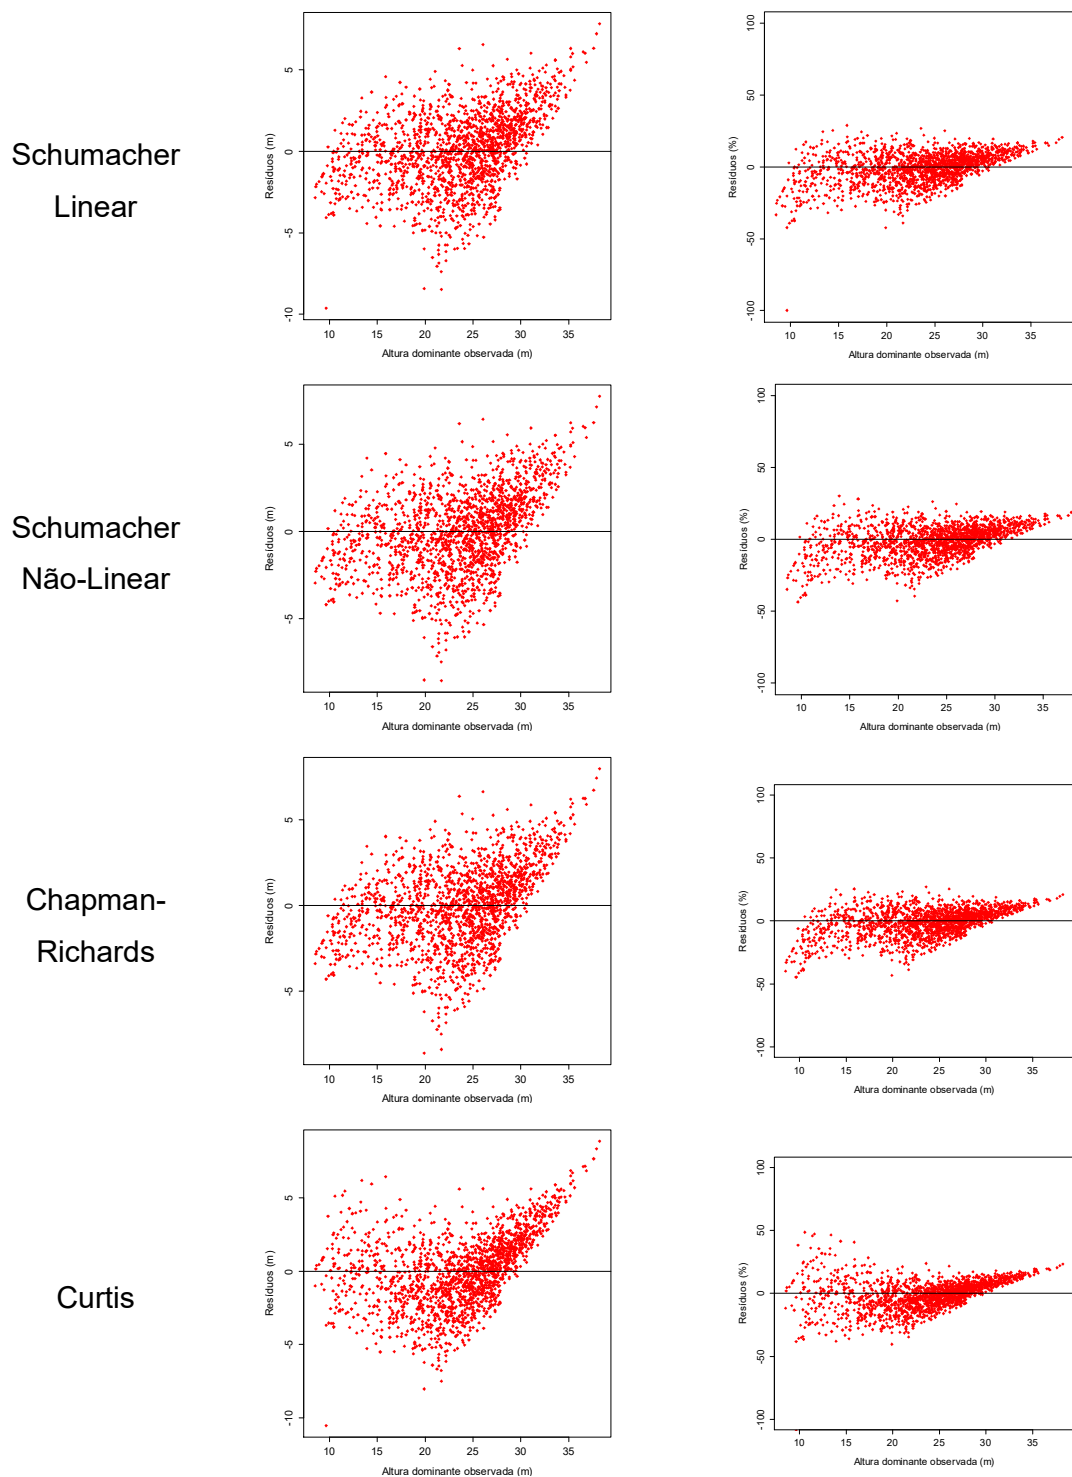 Schumacher
Linear
Resíduos (m)
5
0
-5
-10
10 15 20 25 30 35
Altura dominante observada (m)
Resíduos (%)
100
50
0
-50
-100
10 15 20 25 30 35
Altura dominante observada (m)
Schumacher
Não-Linear
Resíduos (m)
5
0
-5
10 15 20 25 30 35
Altura dominante observada (m)
Resíduos (%)
100
50
0
-50
-100
10 15 20 25 30 35
Altura dominante observada (m)
Chapman-
Richards
Resíduos (m)
5
0
-5
10 15 20 25 30 35
Altura dominante observada (m)
Resíduos (%)
100
50
0
-50
-100
10 15 20 25 30 35
Altura dominante observada (m)
Curtis
Resíduos (m)
5
0
-5
-10
10 15 20 25 30 35
Altura dominante observada (m)
Resíduos (%)
100
50
0
-50
-100
10 15 20 25 30 35
Altura dominante observada (m)